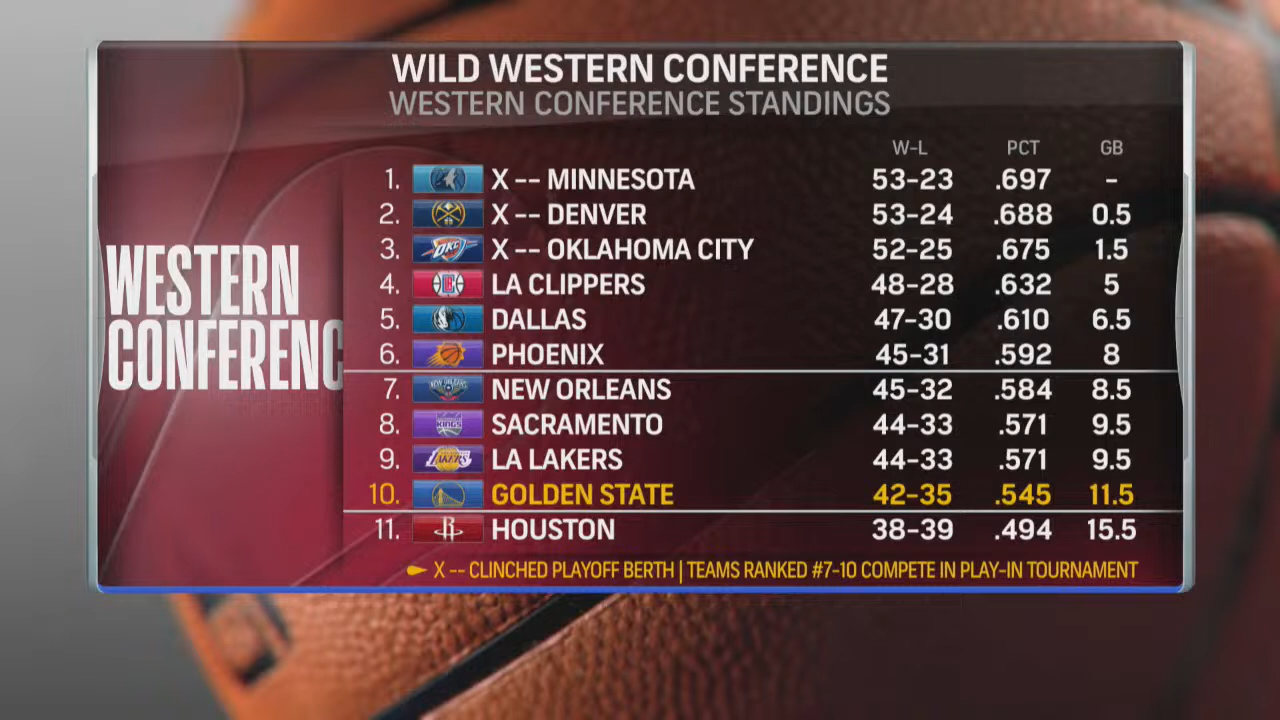 WILD WESTERN CONFERENCE
WESTERN CONFERENCE STANDINGS
W-L PCT GB
1. X -- MINNESOTA 53-23 .697 -
2. X -- DENVER 53-24 .688 0.5
3. OKC X -- OKLAHOMA CITY 52-25 .675 1.5
4. LA CLIPPERS 48-28 .632 5
5. DALLAS 47-30 .610 6.5
6. PHOENIX 45-31 .592 8
7. NEW ORLEANS 45-32 .584 8.5
8. KINGS SACRAMENTO 44-33 .571 9.5
9. LAKERS LA LAKERS 44-33 .571 9.5
10. GOLDEN STATE 42-35 .545 11.5
11. R HOUSTON 38-39 .494 15.5
X -- CLINCHED PLAYOFF BERTH | TEAMS RANKED #7-10 COMPETE IN PLAY-IN TOURNAMENT
WESTERN
CONFERENC